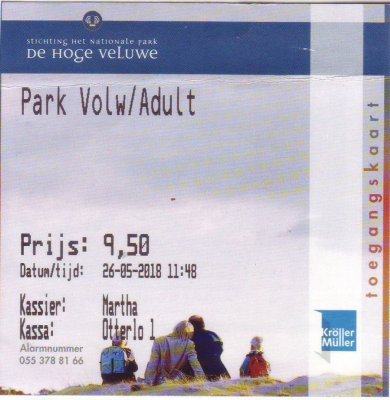 STICHTING HET NATIONALE PARK
DE HOGE VELUWE
Park Volw/Adult
toegangskaart
Prijs: 9,50
Datum/tijd: 26-05-2018 11:48
Kassier: Martha
Kassa: Otterlo 1
Alarmnummer
055 378 81 66
Kröller
Müller